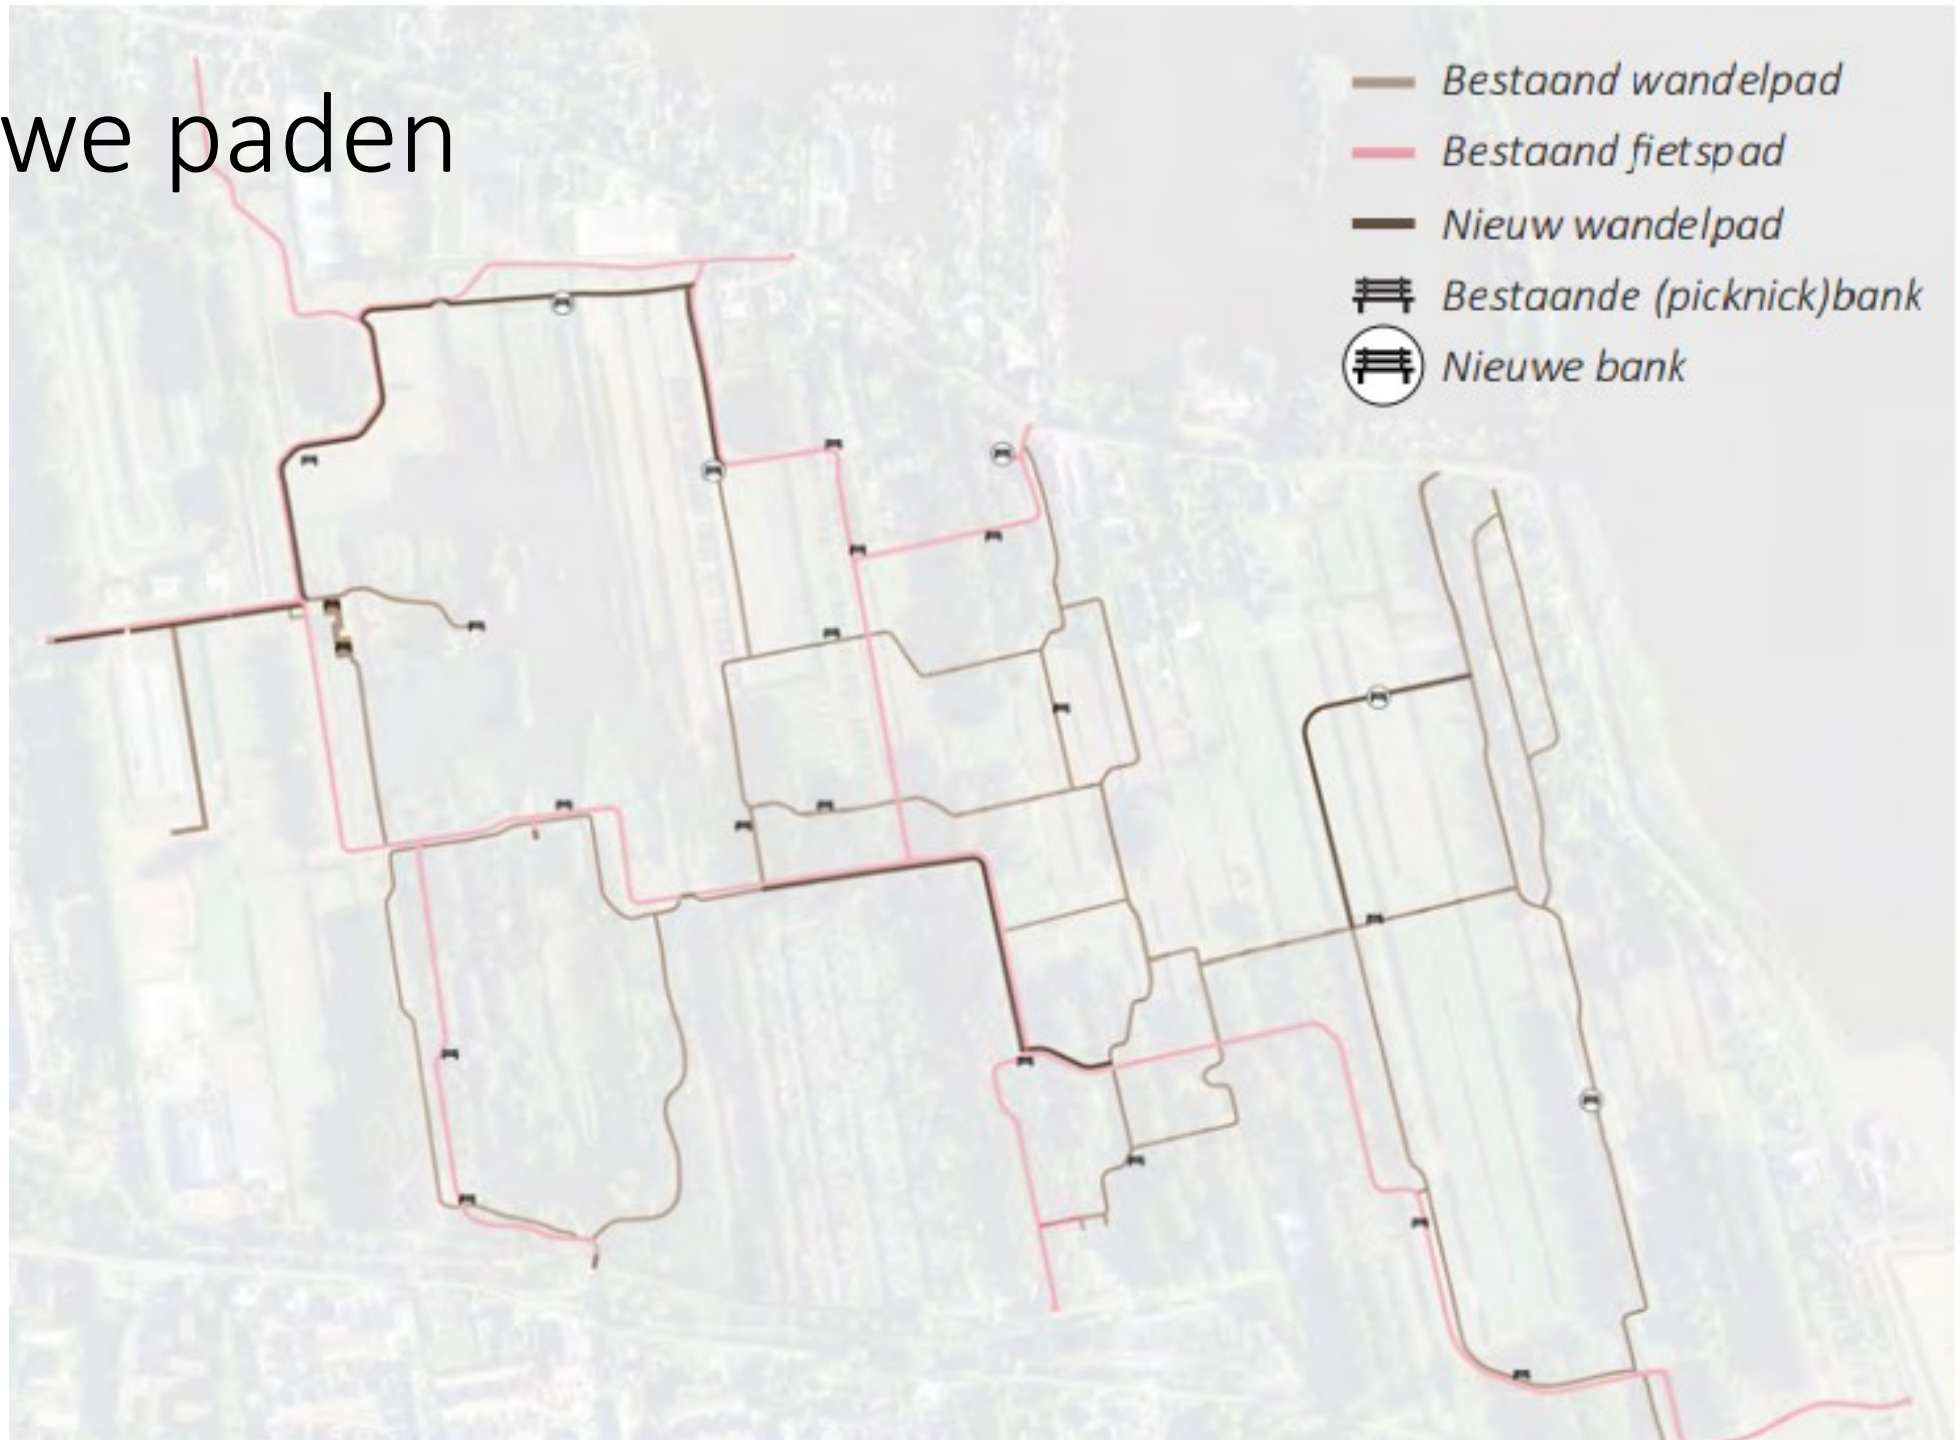 we paden
Bestaand wandelpad
Bestaand fietspad
Nieuw wandelpad
Bestaande (picknick)bank
Nieuwe bank